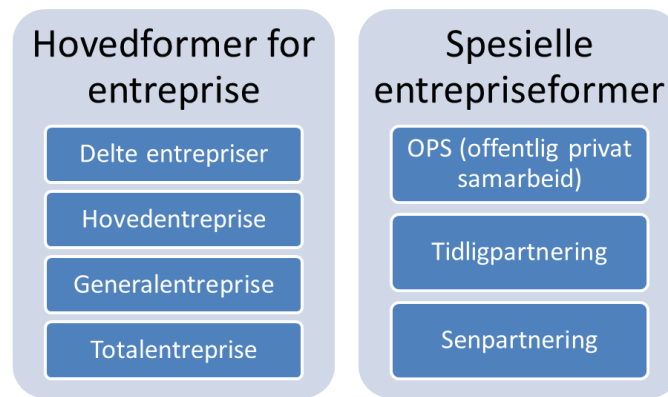 Hovedformer for
entreprise
Delte entrepriser
Hovedentreprise
Generalentreprise
Totalentreprise
Spesielle
entrepriseformer
OPS (offentlig privat
samarbeid)
Tidligpartnering
Senpartnering